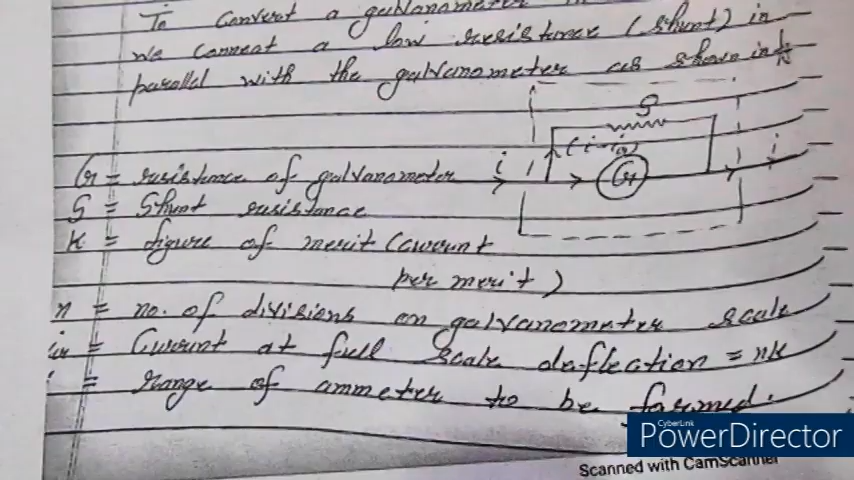 To convert a galvanometer in
we connect a low resistance (shunt) in
parallel with the galvanometer as shown in
S
(i-ig)
G = resistance of galvanometer
i
G
i
S = Shunt resistance
K = figure of merit (current
per merit)
n = no. of divisions on galvanometer scale
= Current at full scale deflection = nK
= range of ammeter to be formed.
CyberLink
PowerDirector
Scanned with CamScanner